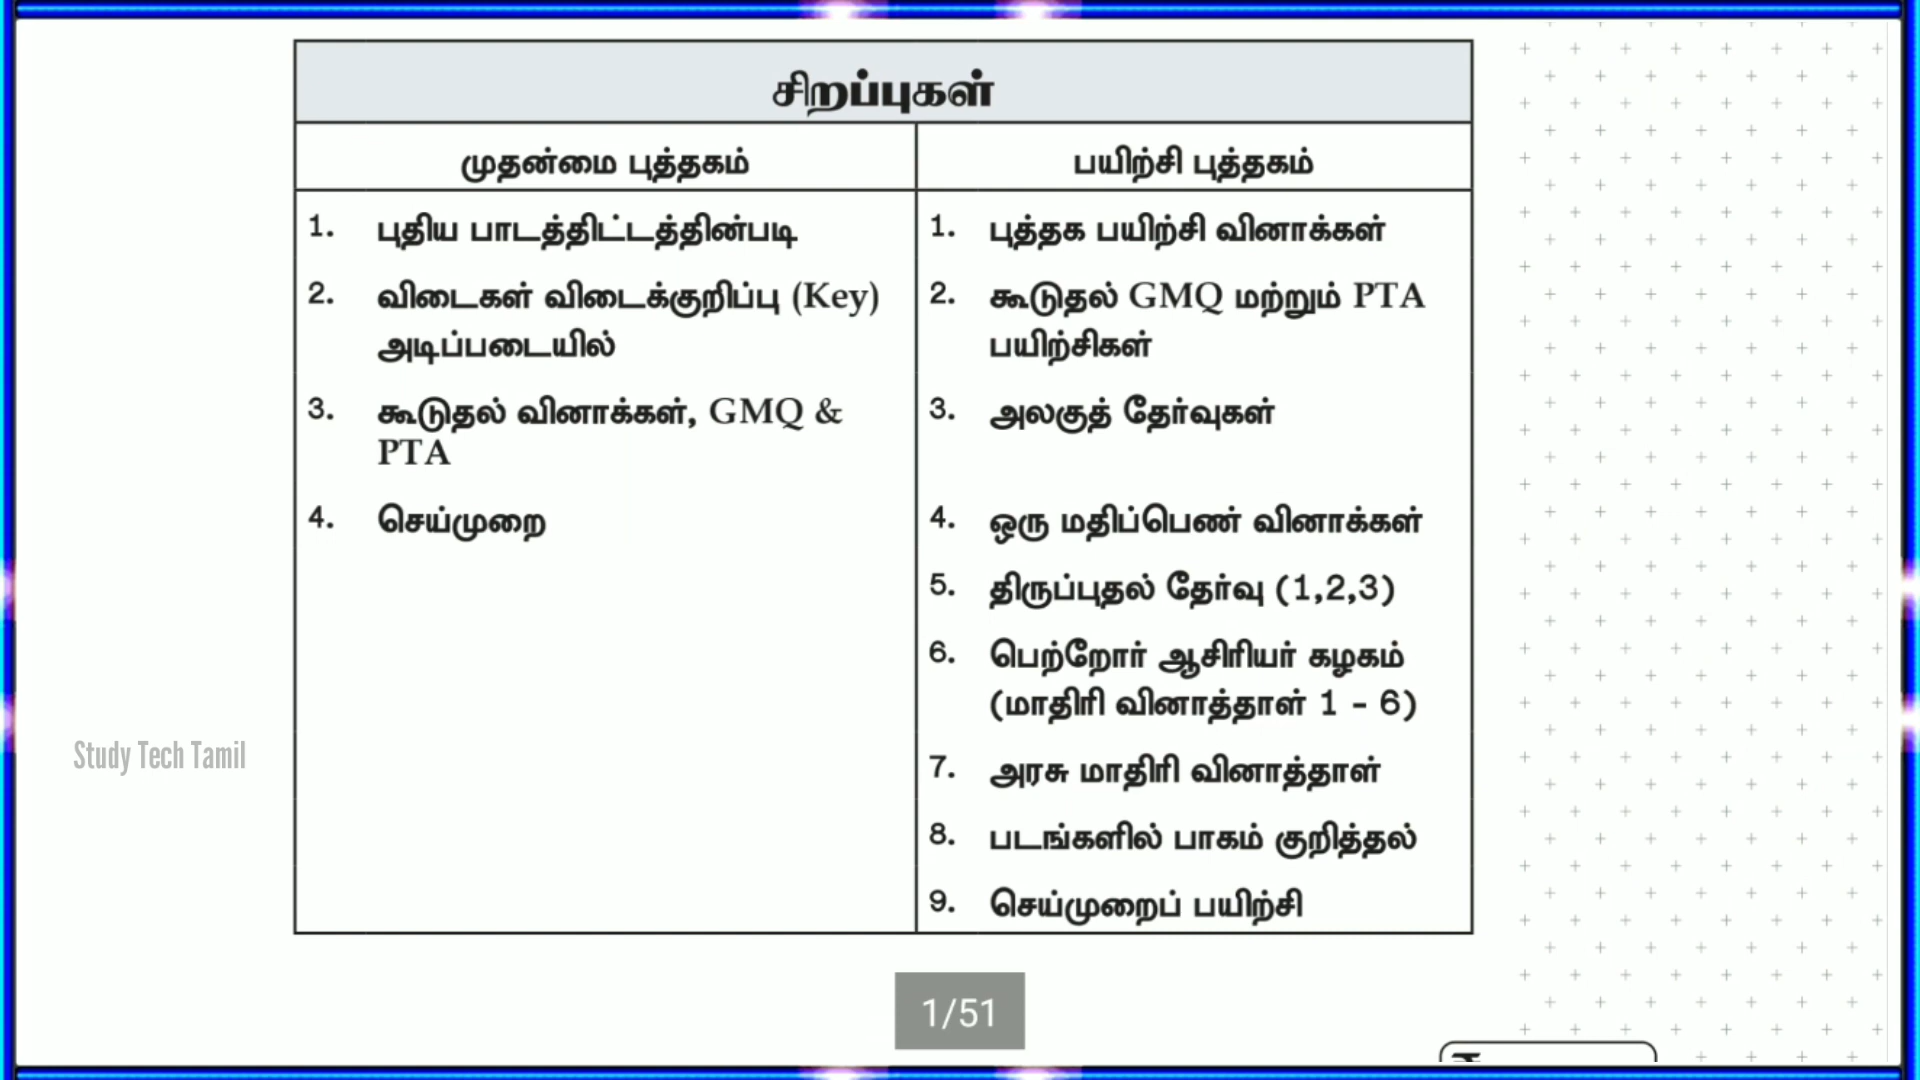 சிறப்புகள்
முதன்மை புத்தகம்
1. புதிய பாடத்திட்டத்தின்படி
2. விடைகள் விடைக்குறிப்பு (Key)
அடிப்படையில்
3. கூடுதல் வினாக்கள், GMQ &
PTA
4. செய்முறை
பயிற்சி புத்தகம்
1. புத்தக பயிற்சி வினாக்கள்
2. கூடுதல் GMQ மற்றும் PTA
பயிற்சிகள்
3. அலகுத் தேர்வுகள்
4. ஒரு மதிப்பெண் வினாக்கள்
5. திருப்புதல் தேர்வு (1,2,3)
6. பெற்றோர் ஆசிரியர் கழகம்
(மாதிரி வினாத்தாள் 1 - 6)
7. அரசு மாதிரி வினாத்தாள்
8. படங்களில் பாகம் குறித்தல்
9. செய்முறைப் பயிற்சி
Study Tech Tamil
1/51